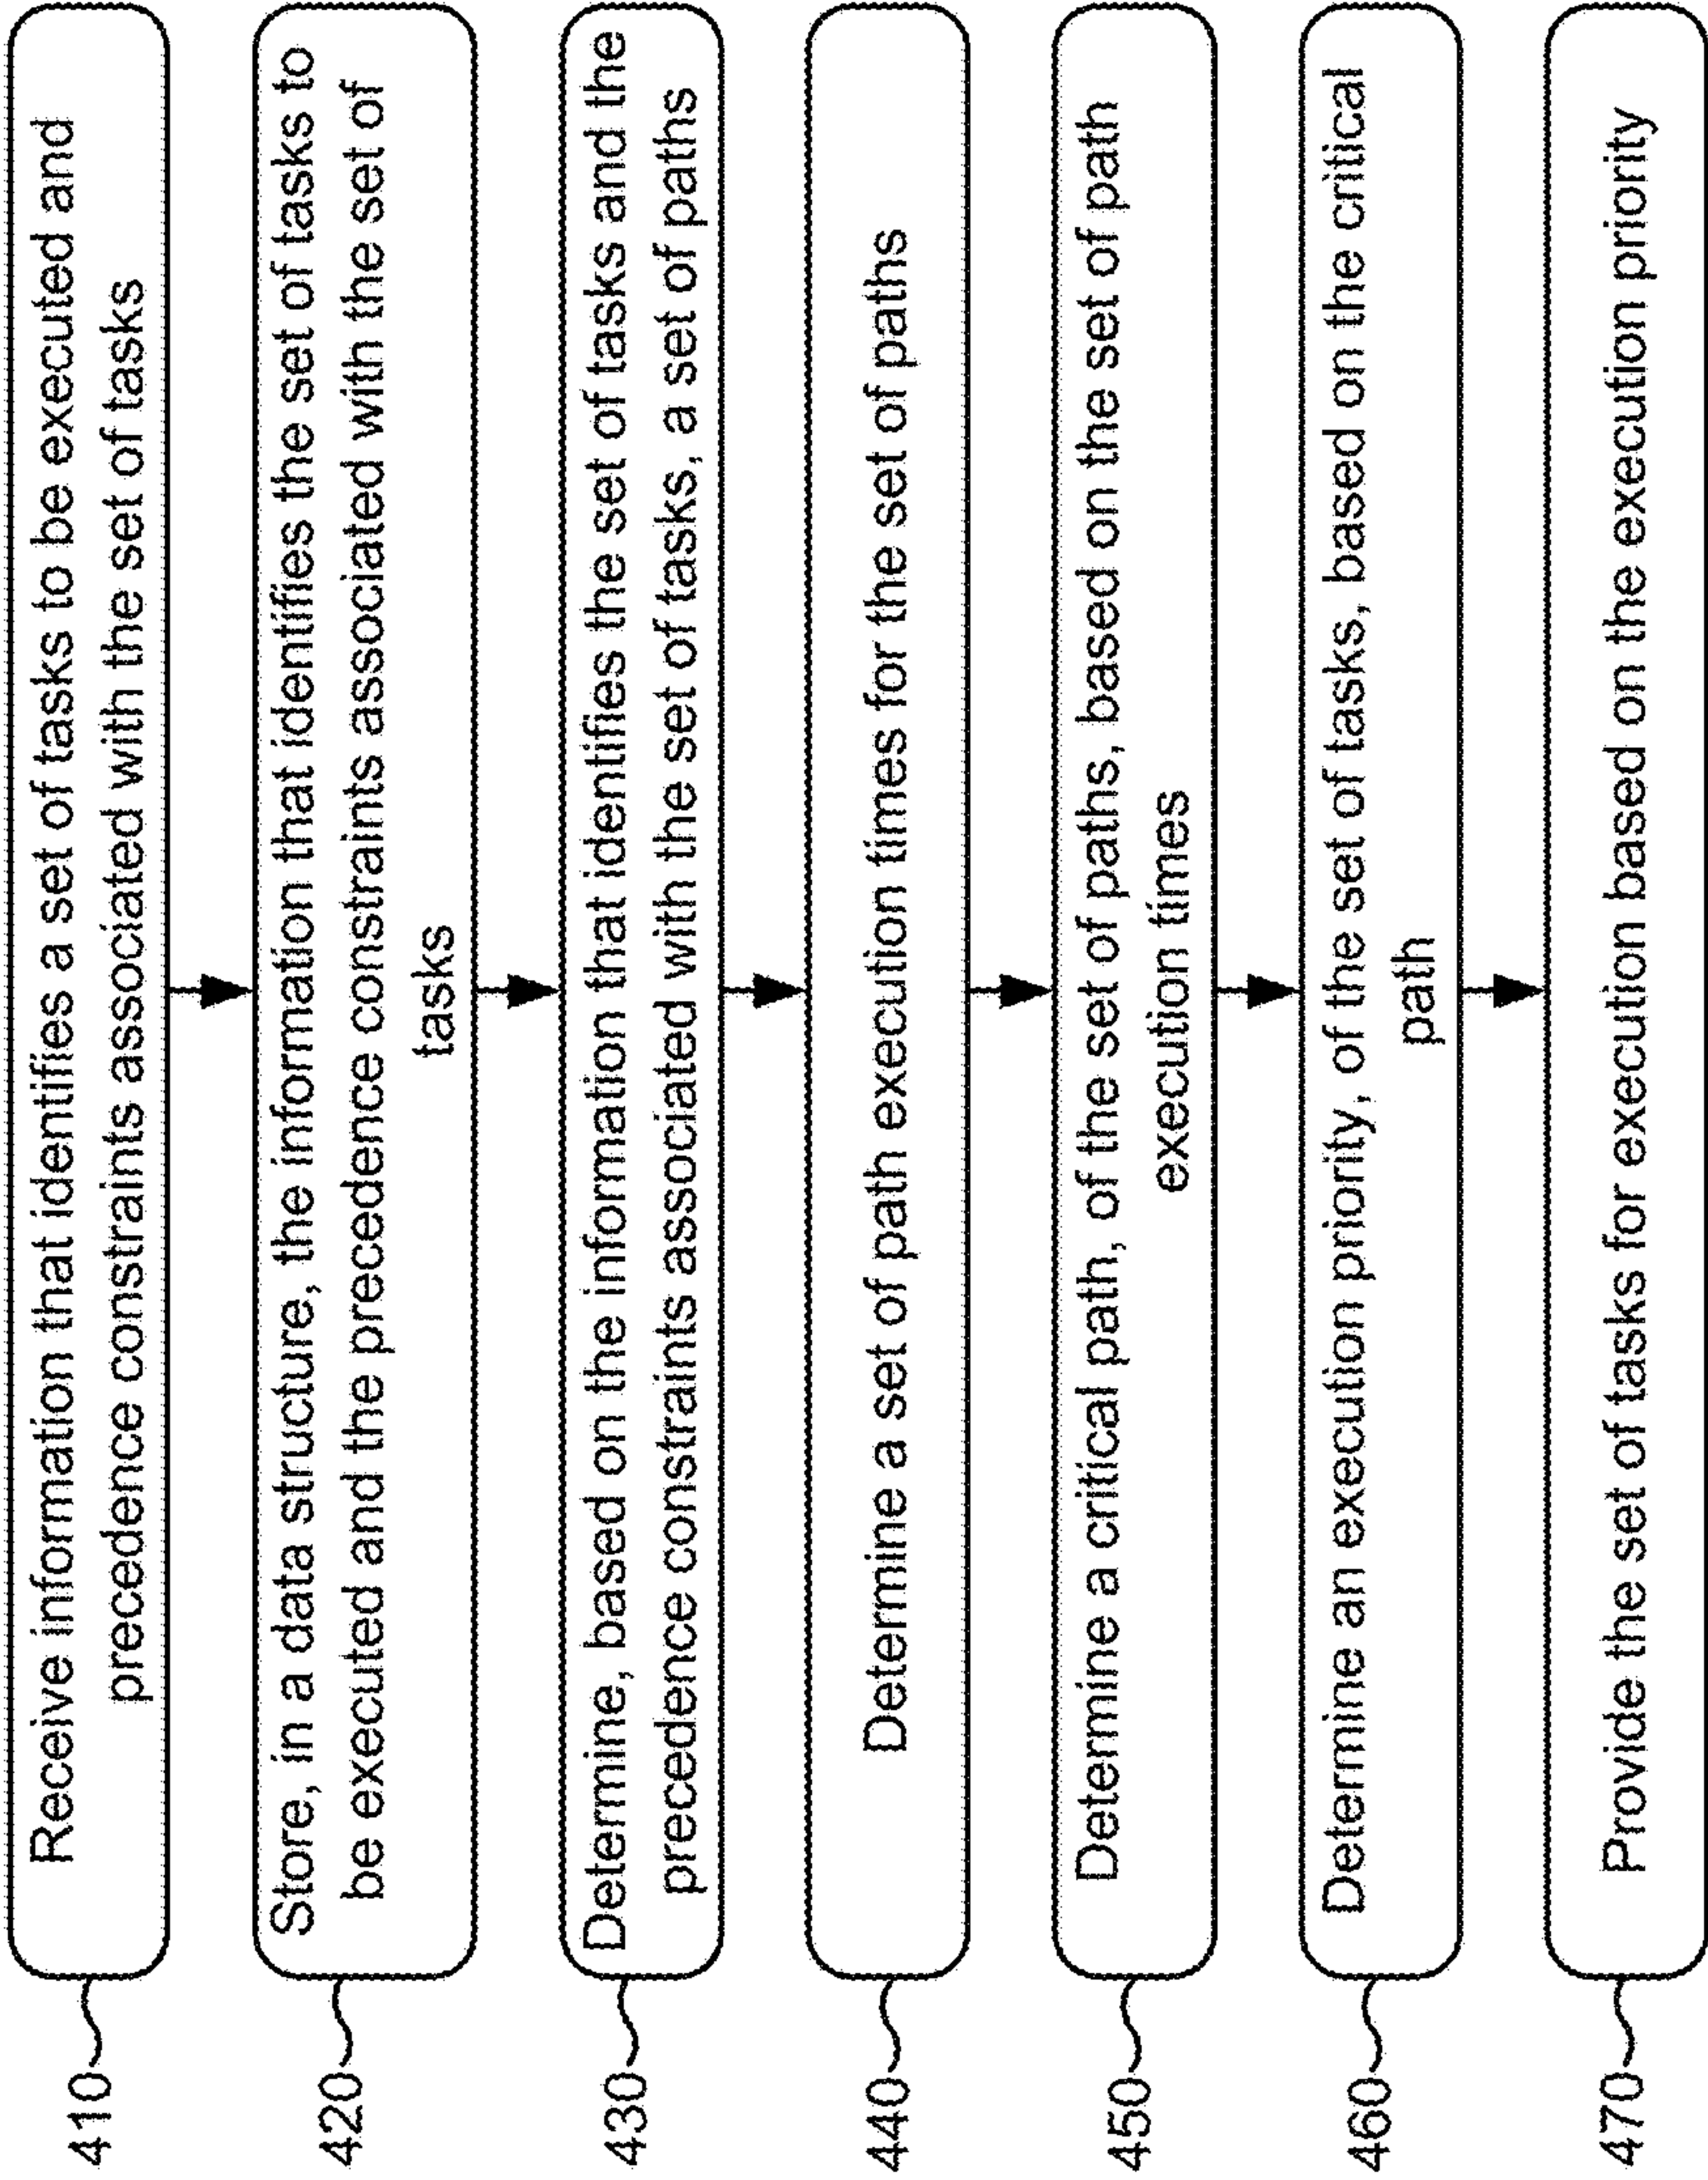 410
Receive information that identifies a set of tasks to be executed and
precedence constraints associated with the set of tasks
420
Store, in a data structure, the information that identifies the set of tasks to
be executed and the precedence constraints associated with the set of
tasks
430
Determine, based on the information that identifies the set of tasks and the
precedence constraints associated with the set of tasks, a set of paths
440
Determine a set of path execution times for the set of paths
450
Determine a critical path, of the set of paths, based on the set of path
execution times
460
Determine an execution priority, of the set of tasks, based on the critical
path
470
Provide the set of tasks for execution based on the execution priority